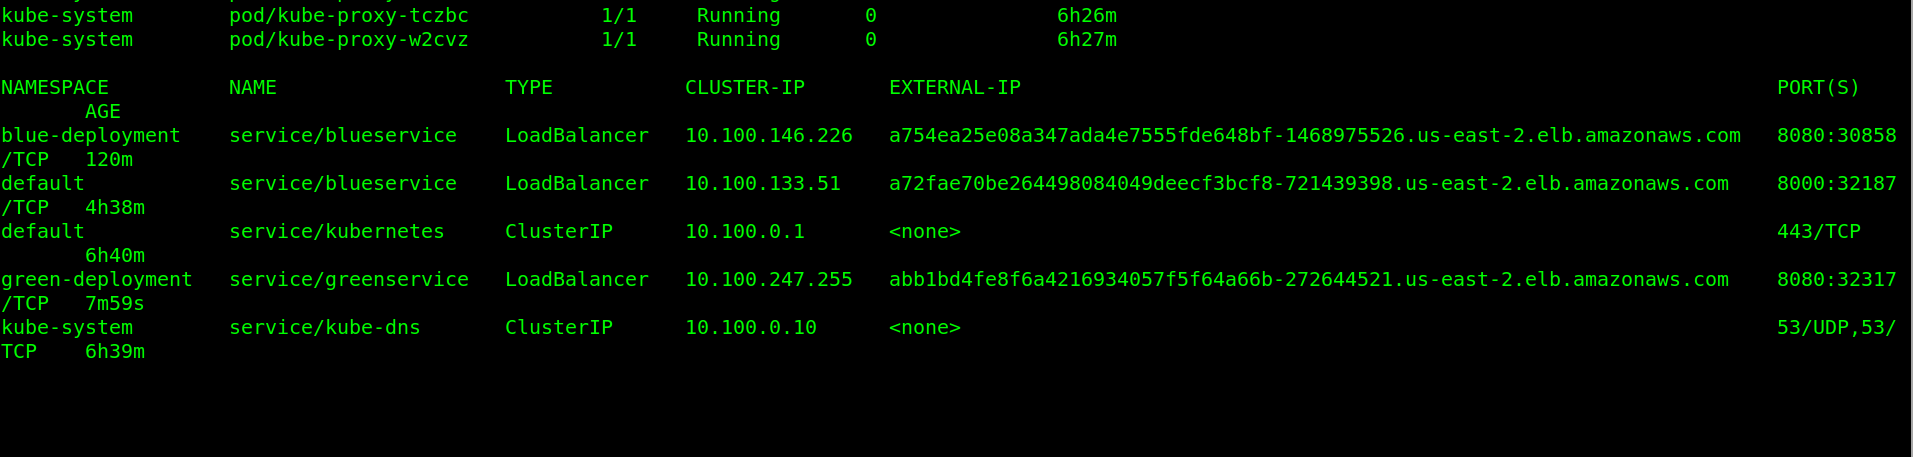 kube-system pod/kube-proxy-tczbc 1/1 Running 0 6h26m
kube-system pod/kube-proxy-w2cvz 1/1 Running 0 6h27m
NAMESPACE NAME TYPE CLUSTER-IP EXTERNAL-IP PORT(S)
AGE
blue-deployment service/blueservice LoadBalancer 10.100.146.226 a754ea25e08a347ada4e7555fde648bf-1468975526.us-east-2.elb.amazonaws.com 8080:30858
/TCP 120m
default service/blueservice LoadBalancer 10.100.133.51 a72fae70be264498084049deecf3bcf8-721439398.us-east-2.elb.amazonaws.com 8000:32187
/TCP 4h38m
default service/kubernetes ClusterIP 10.100.0.1 <none> 443/TCP
6h40m
green-deployment service/greenservice LoadBalancer 10.100.247.255 abb1bd4fe8f6a4216934057f5f64a66b-272644521.us-east-2.elb.amazonaws.com 8080:32317
/TCP 7m59s
kube-system service/kube-dns ClusterIP 10.100.0.10 <none> 53/UDP,53/
TCP 6h39m